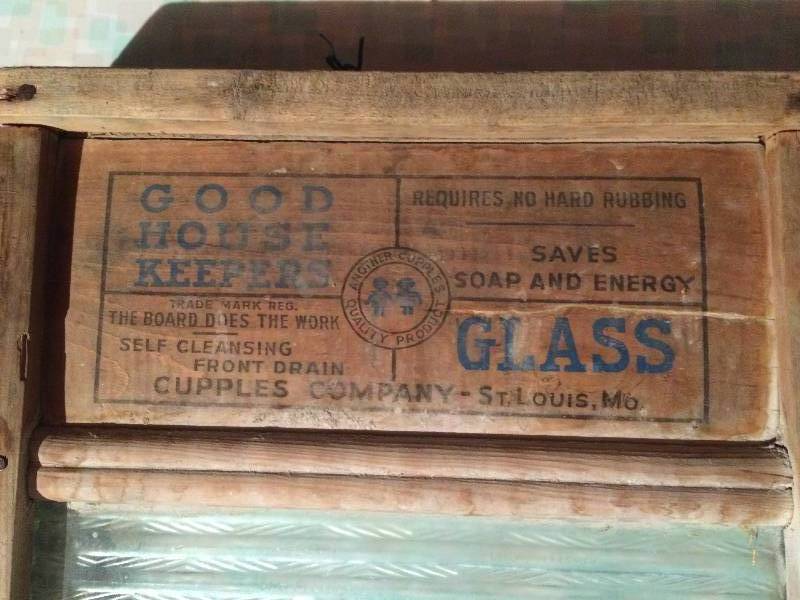 GOOD
HOUSE
KEEPERS
TRADE MARK REG.
THE BOARD DOES THE WORK
SELF CLEANSING
FRONT DRAIN
REQUIRES NO HARD RUBBING
SAVES
SOAP AND ENERGY
GLASS
ANOTHER CUPPLES
QUALITY PRODUCT
CUPPLES COMPANY - ST. LOUIS, MO.